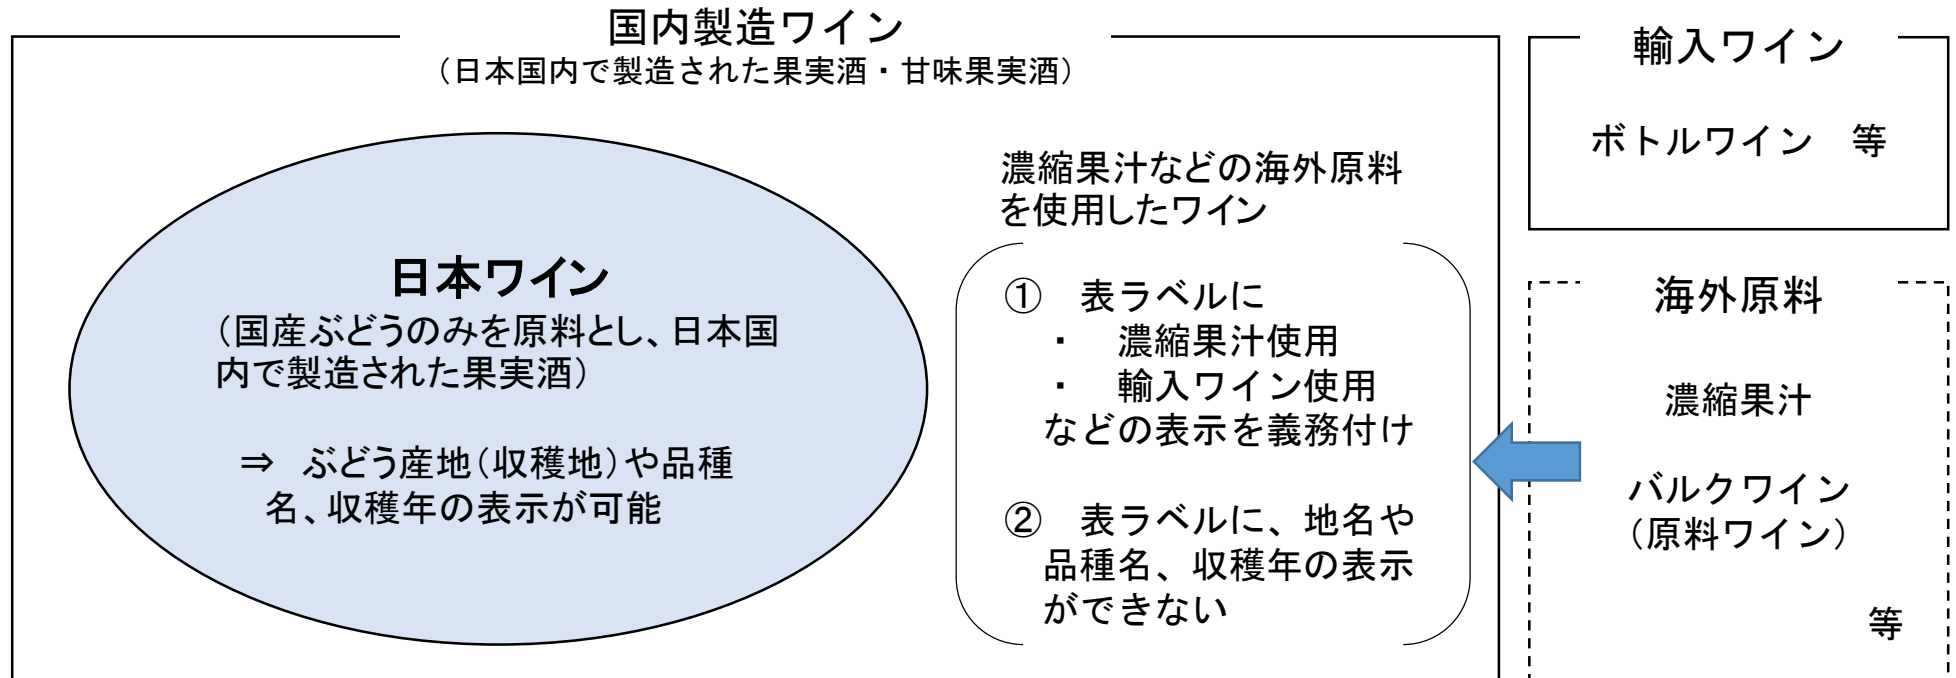 国内製造ワイン
（日本国内で製造された果実酒・甘味果実酒）
日本ワイン
（国産ぶどうのみを原料とし、日本国
内で製造された果実酒）
⇒　ぶどう産地（収穫地）や品種
名、収穫年の表示が可能
濃縮果汁などの海外原料
を使用したワイン
①　表ラベルに
・　濃縮果汁使用
・　輸入ワイン使用
などの表示を義務付け
②　表ラベルに、地名や
品種名、収穫年の表示
ができない
輸入ワイン
ボトルワイン　等
海外原料
濃縮果汁
バルクワイン
（原料ワイン）
等